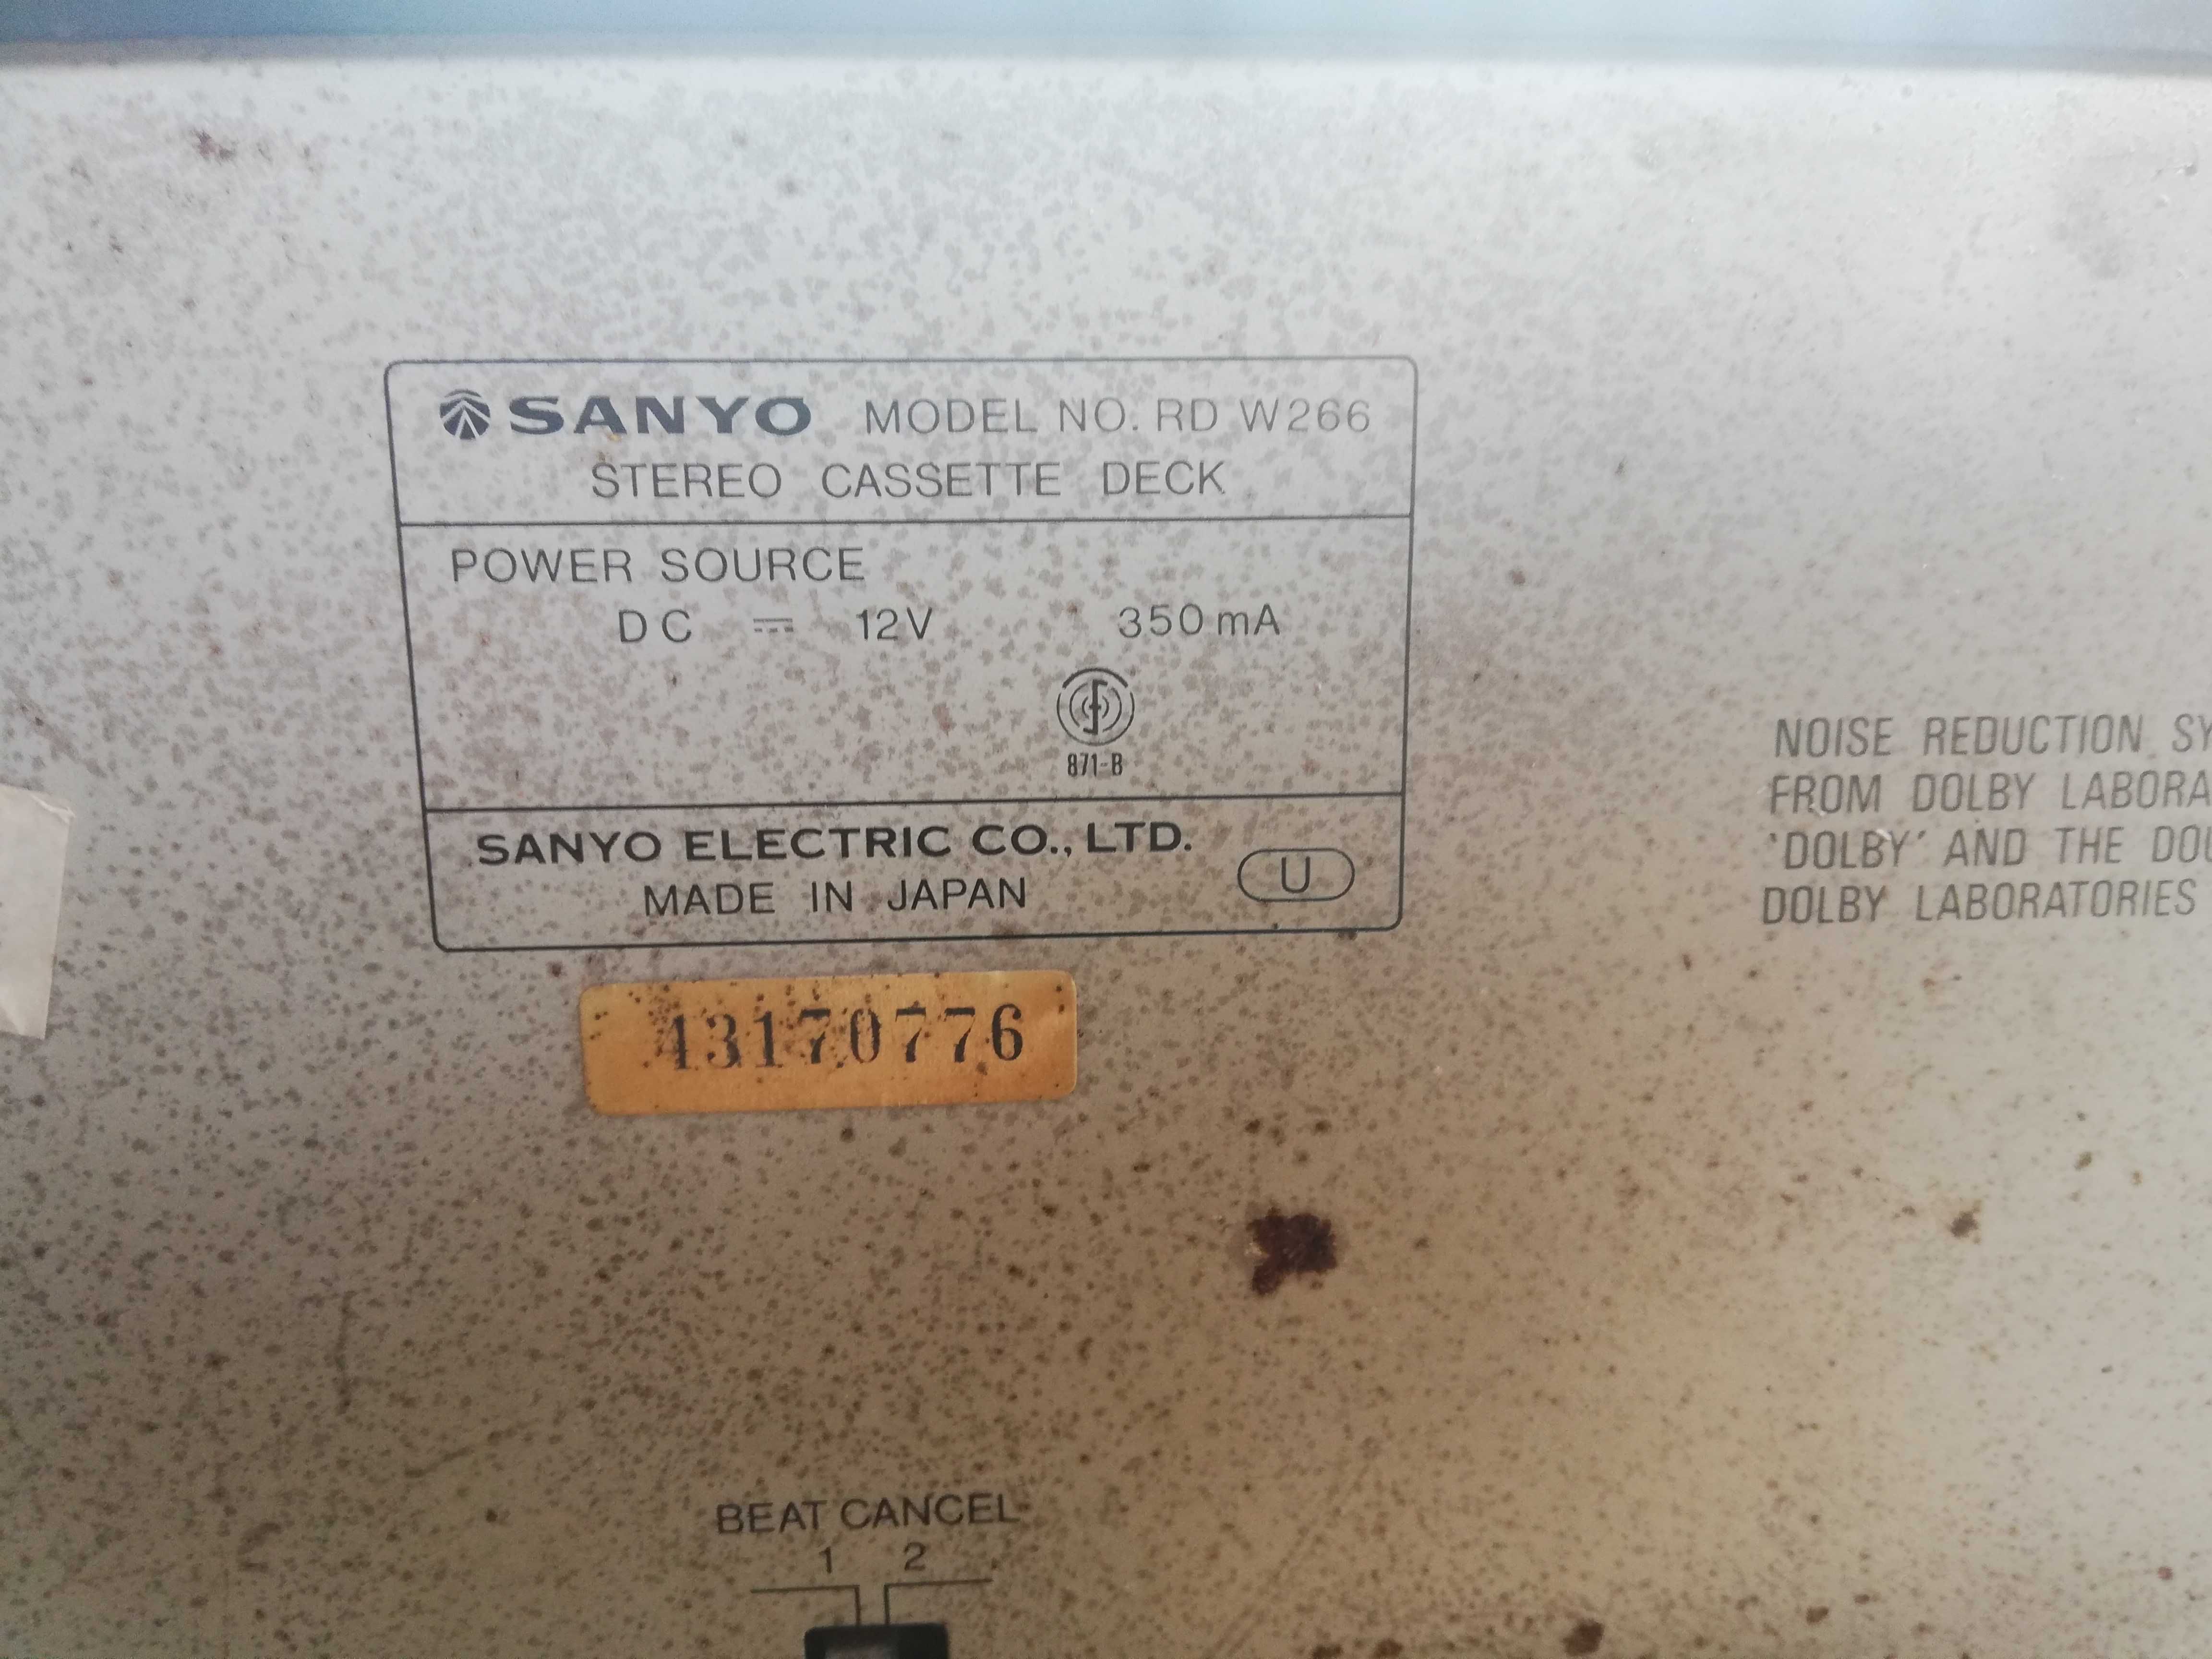 SANYO MODEL NO. RD W266
STEREO CASSETTE DECK
POWER SOURCE
DC ⎓ 12V 350mA
871-B
SANYO ELECTRIC CO., LTD.
MADE IN JAPAN U
43170776
NOISE REDUCTION SY
FROM DOLBY LABORA
'DOLBY' AND THE DOU
DOLBY LABORATORIES
BEAT CANCEL
1 2